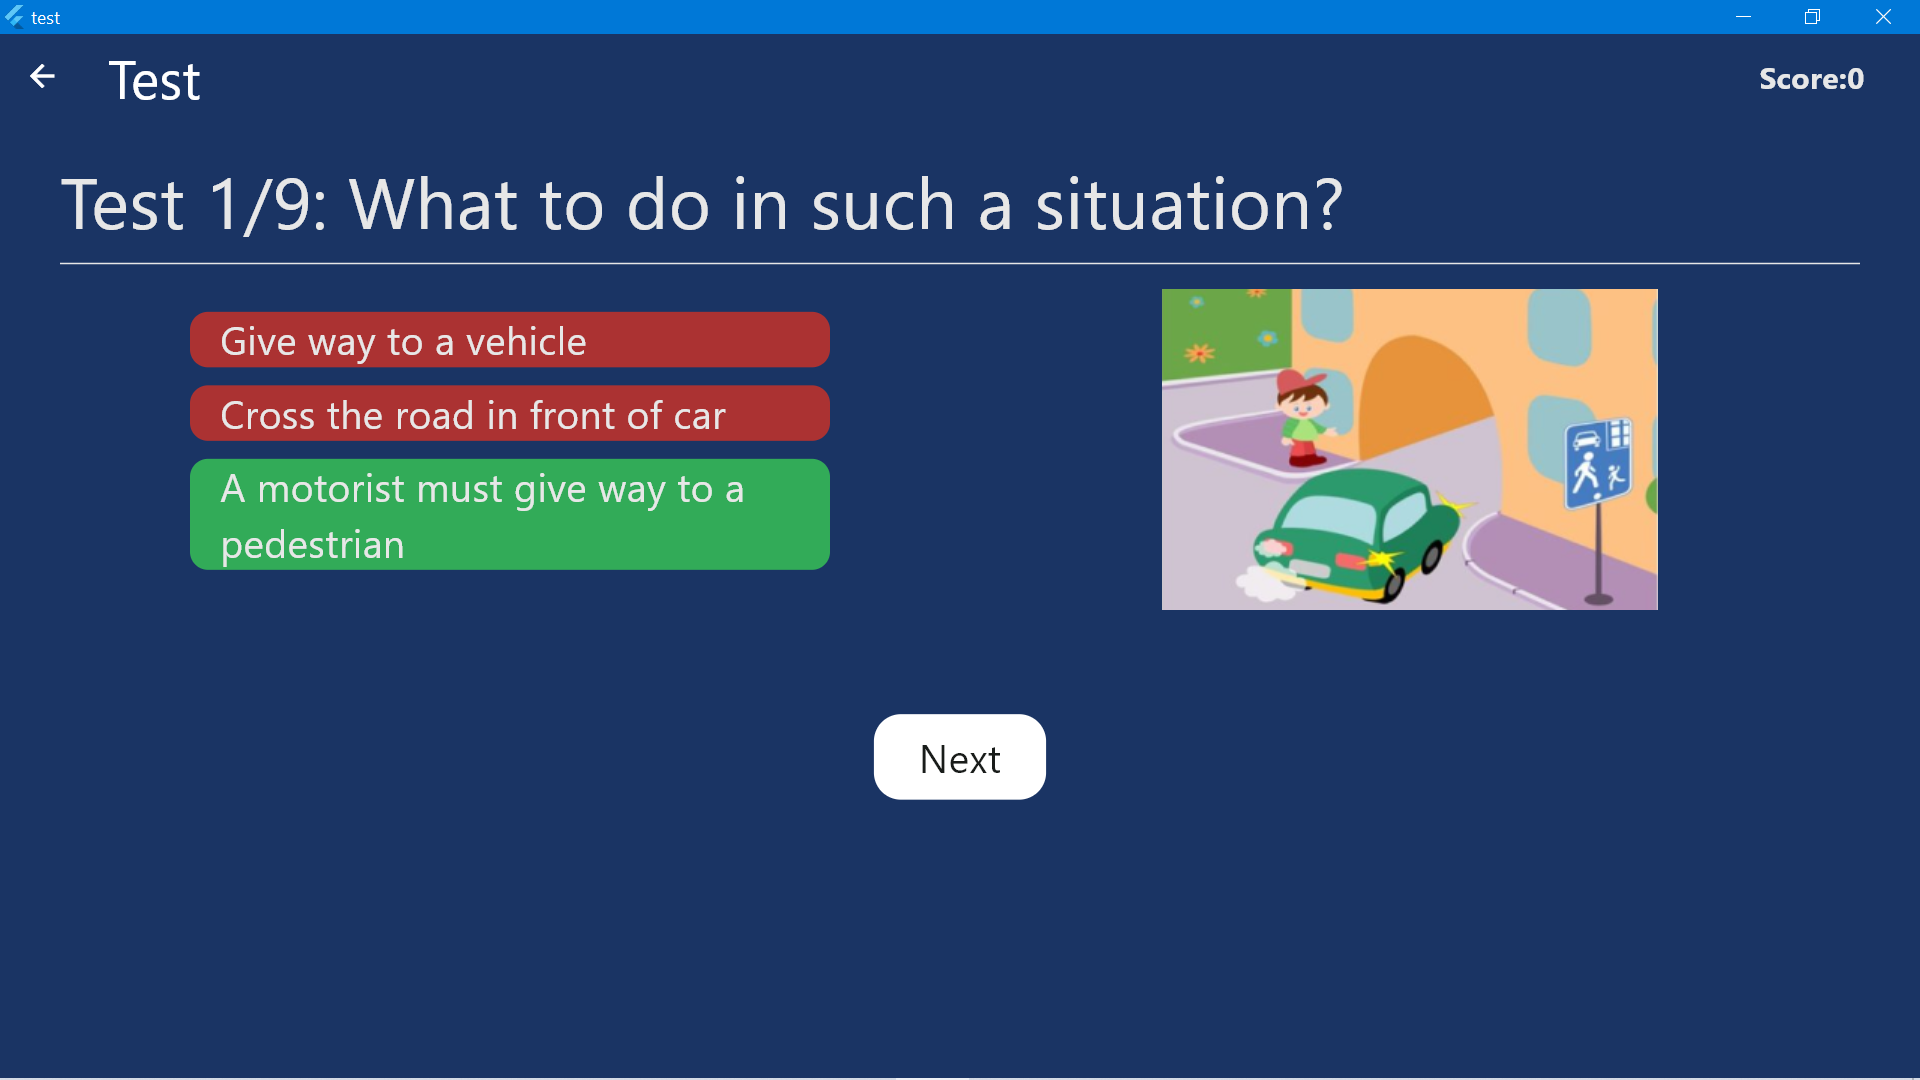 test
Test
Score:0
Test 1/9: What to do in such a situation?
Give way to a vehicle
Cross the road in front of car
A motorist must give way to a
pedestrian
Next